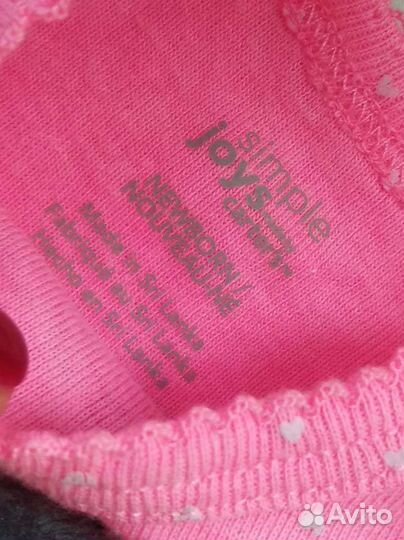 simple
joys
carter's™
NEWBORN /
NOUVEAU NÉ
Made in Sri Lanka
Fabriqué au Sri Lanka
Hecho en Sri Lanka
Avito